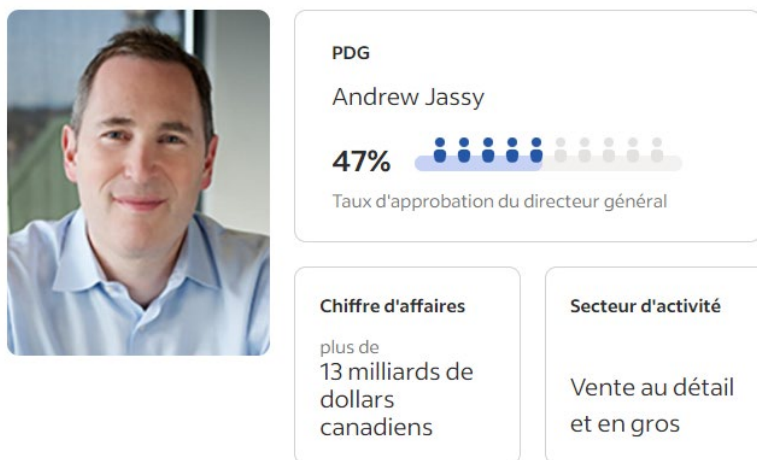 PDG
Andrew Jassy
47%
Taux d'approbation du directeur général
Chiffre d'affaires
plus de
13 milliards de
dollars
canadiens
Secteur d'activité
Vente au détail
et en gros